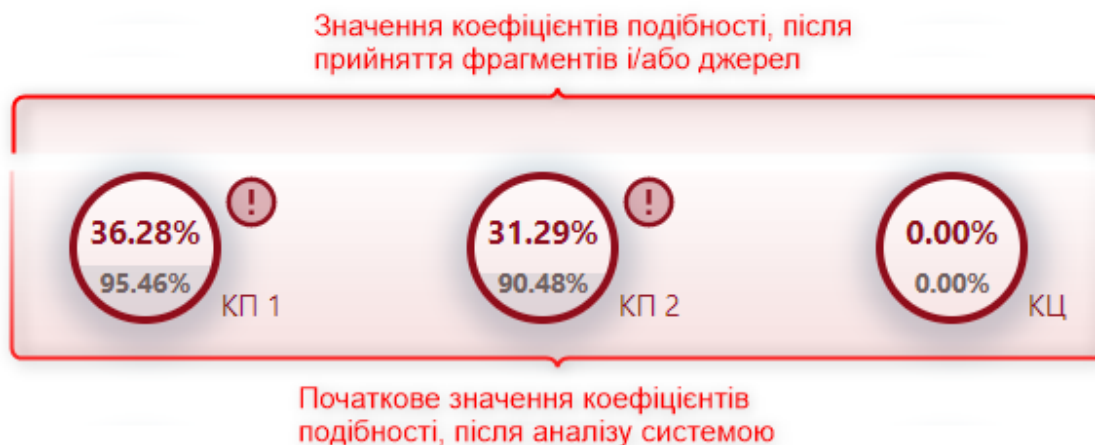 Значення коефіцієнтів подібності, після
прийняття фрагментів і/або джерел
36.28%
95.46%
!
КП 1
31.29%
90.48%
!
КП 2
0.00%
0.00%
КЦ
Початкове значення коефіцієнтів
подібності, після аналізу системою